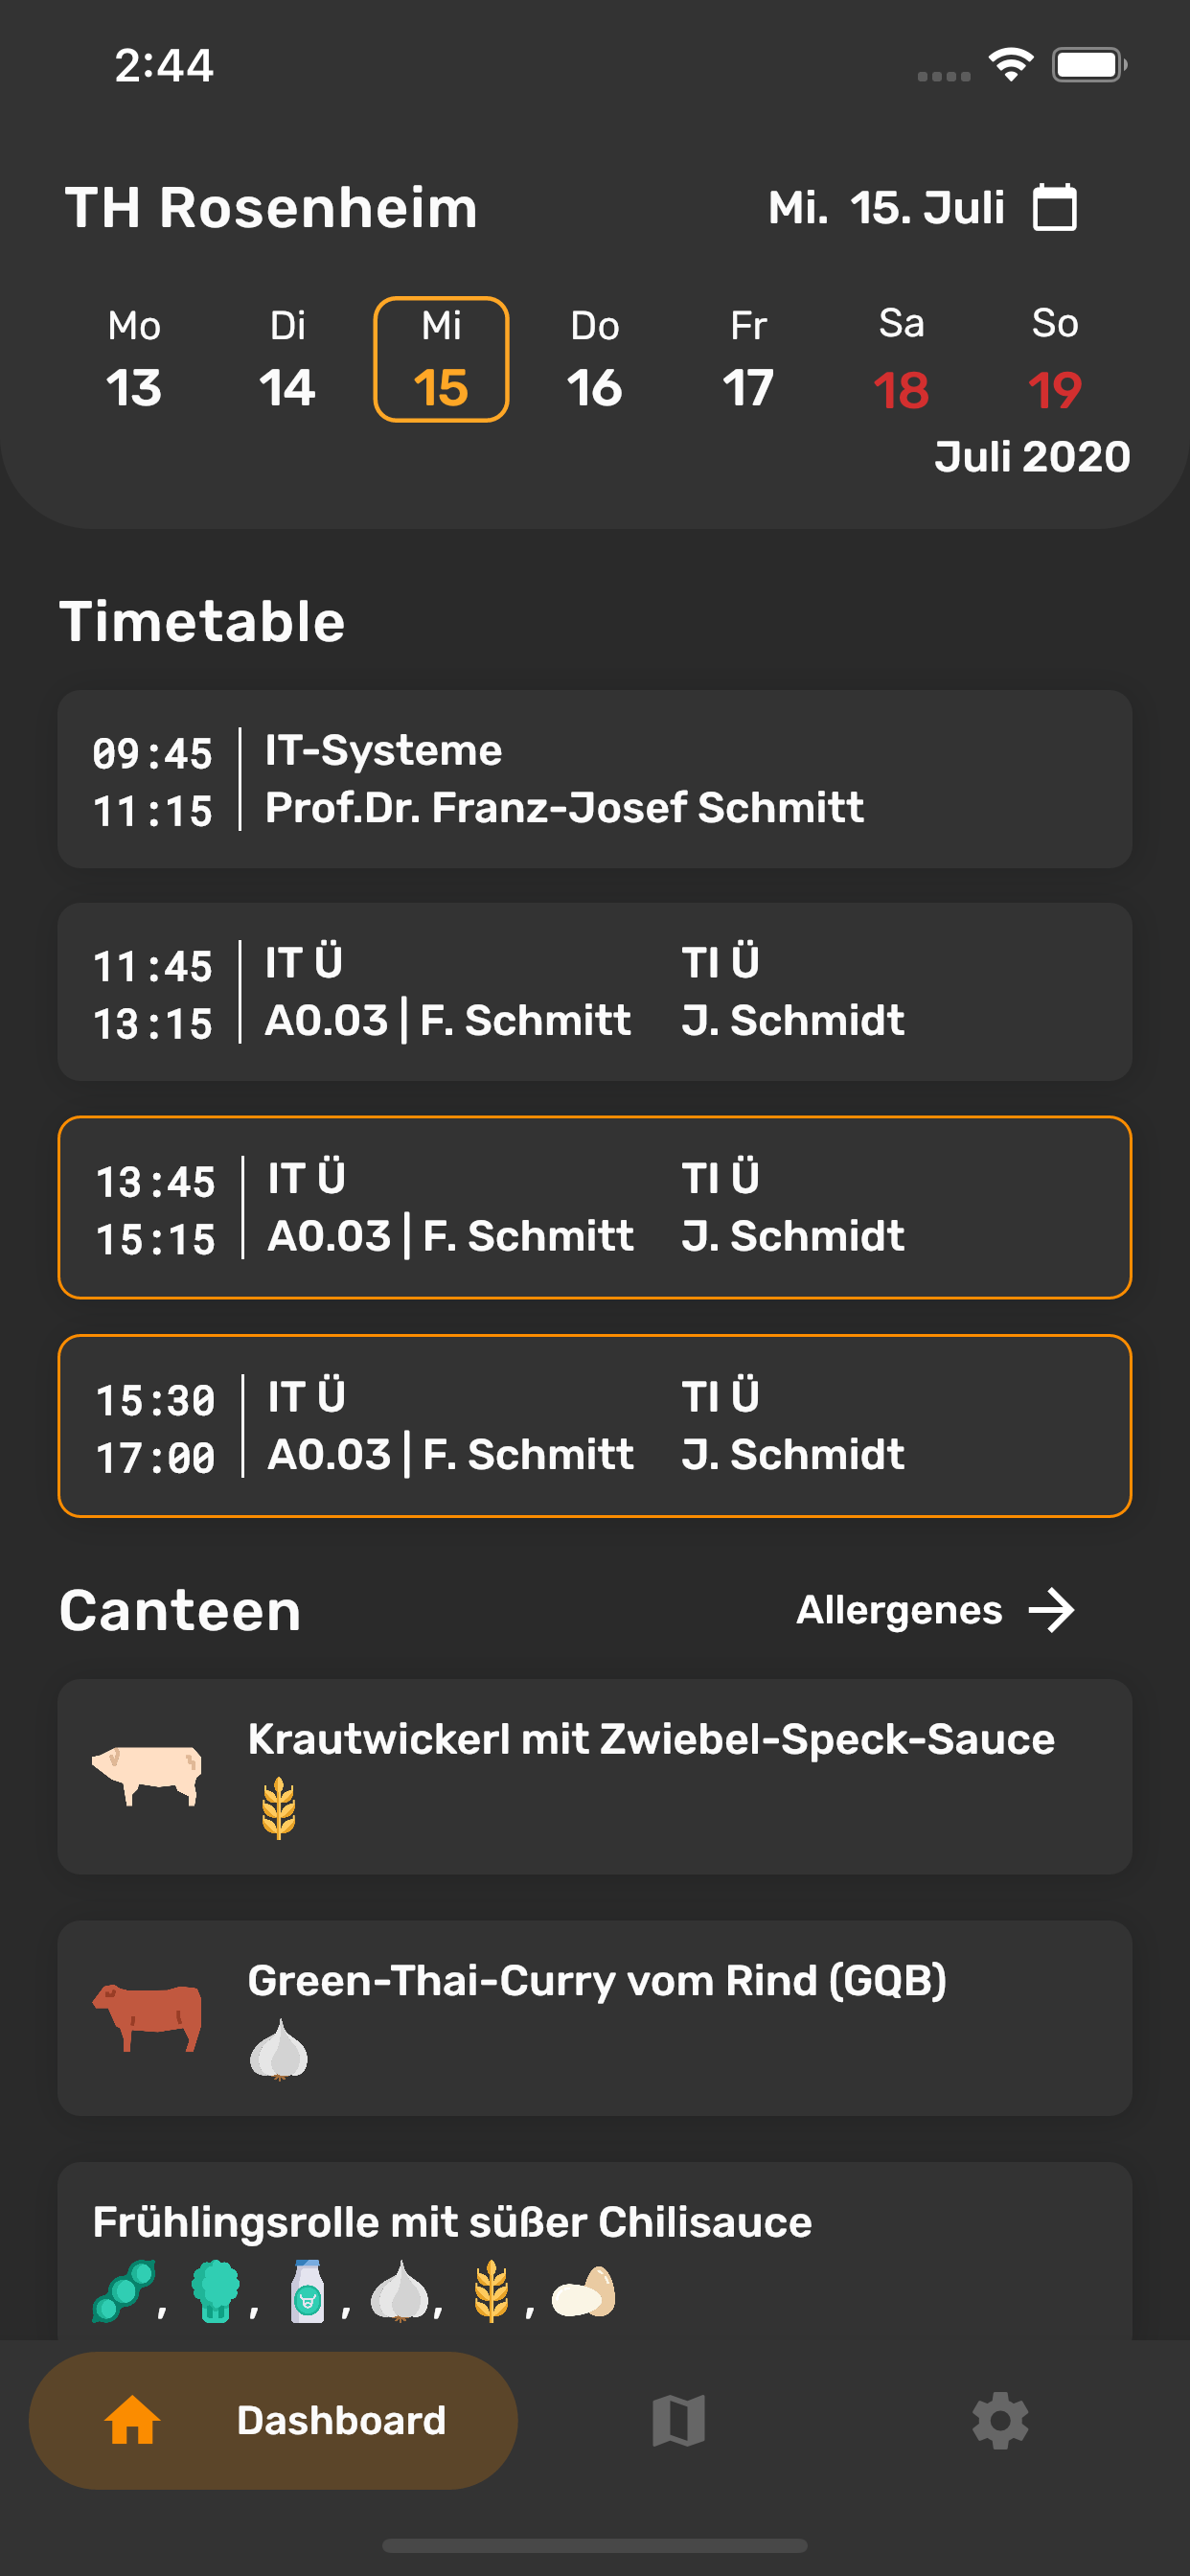 2:44
TH Rosenheim
Mi. 15. Juli
Mo Di Mi Do Fr Sa So
13 14 15 16 17 18 19
Juli 2020
Timetable
09:45 IT-Systeme
11:15 Prof.Dr. Franz-Josef Schmitt
11:45 IT Ü TI Ü
13:15 A0.03 | F. Schmitt J. Schmidt
13:45 IT Ü TI Ü
15:15 A0.03 | F. Schmitt J. Schmidt
15:30 IT Ü TI Ü
17:00 A0.03 | F. Schmitt J. Schmidt
Canteen
Allergenes
Krautwickerl mit Zwiebel-Speck-Sauce
Green-Thai-Curry vom Rind (GQB)
Frühlingsrolle mit süßer Chilisauce
, , , , ,
Dashboard